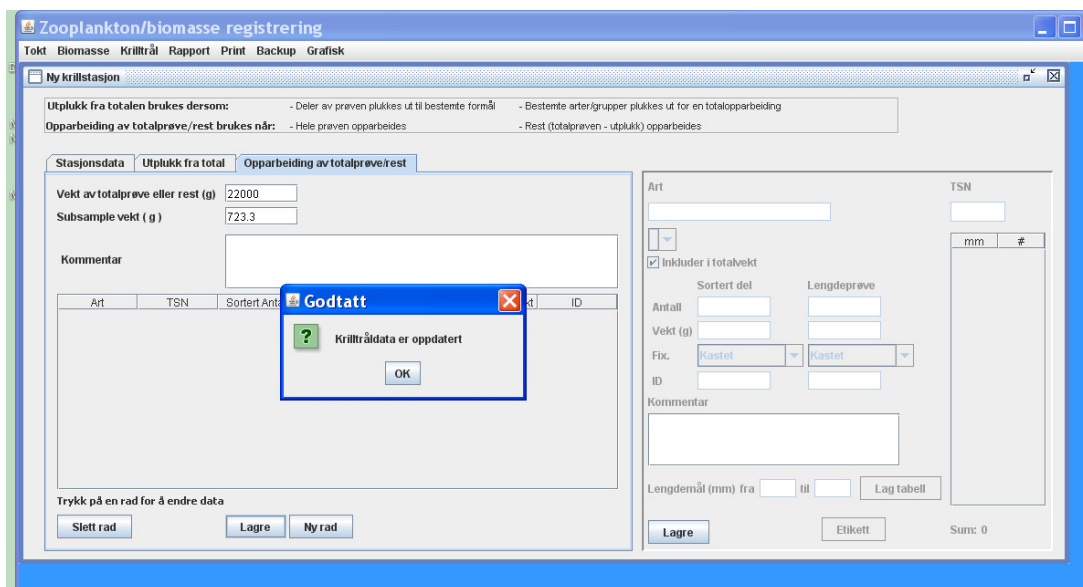 Zooplankton/biomasse registrering
Tokt Biomasse Krilltrål Rapport Print Backup Grafisk
Ny krillstasjon
Utplukk fra totalen brukes dersom: - Deler av prøven plukkes ut til bestemte formål - Bestemte arter/grupper plukkes ut for en totalopparbeiding
Opparbeiding av totalprøve/rest brukes når: - Hele prøven opparbeides - Rest (totalprøven - utplukk) opparbeides
Stasjonsdata Utplukk fra total Opparbeiding av totalprøve/rest
Vekt av totalprøve eller rest (g) 22000
Subsample vekt ( g ) 723.3
Kommentar
Art TSN Sortert Anta kt ID
Godtatt
? Krilltråldata er oppdatert
OK
Trykk på en rad for å endre data
Slett rad Lagre Ny rad
Art TSN
mm #
Inkluder i totalvekt
Sortert del Lengdeprøve
Antall
Vekt (g)
Fix. Kastet Kastet
ID
Kommentar
Lengdemål (mm) fra til Lag tabell
Lagre Etikett Sum: 0